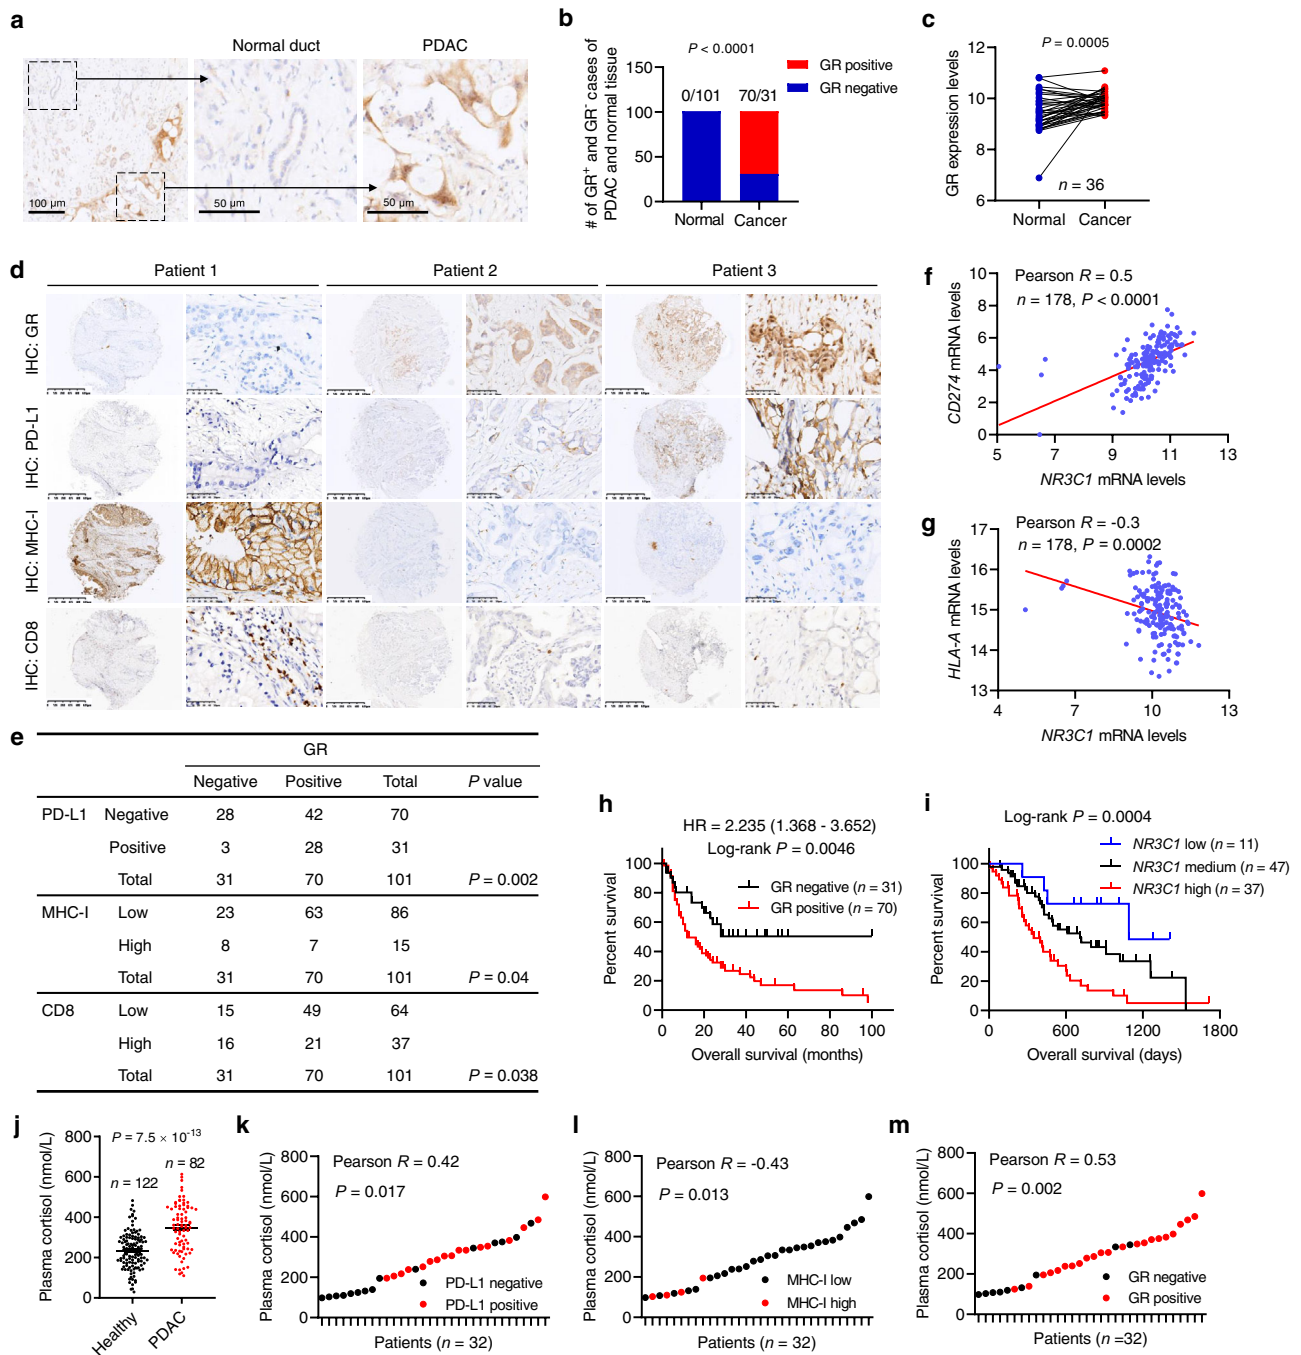 a
Normal duct
PDAC
100 μm
50 μm
50 μm
b
P < 0.0001
# of GR+ and GR- cases of
PDAC and normal tissue
150
100
50
0
0/101
70/31
Normal
Cancer
GR positive
GR negative
c
P = 0.0005
GR expression levels
12
10
8
6
n = 36
Normal
Cancer
d
Patient 1
Patient 2
Patient 3
IHC: GR
IHC: PD-L1
IHC: MHC-I
IHC: CD8
e
GR
Negative Positive Total P value
PD-L1 Negative 28 42 70
Positive 3 28 31
Total 31 70 101 P = 0.002
MHC-I Low 23 63 86
High 8 7 15
Total 31 70 101 P = 0.04
CD8 Low 15 49 64
High 16 21 37
Total 31 70 101 P = 0.038
f
Pearson R = 0.5
n = 178, P < 0.0001
CD274 mRNA levels
10
8
6
4
2
0
5 7 9 11 13
NR3C1 mRNA levels
g
Pearson R = -0.3
n = 178, P = 0.0002
HLA-A mRNA levels
17
16
15
14
13
4 7 10 13
NR3C1 mRNA levels
h
HR = 2.235 (1.368 - 3.652)
Log-rank P = 0.0046
GR negative (n = 31)
GR positive (n = 70)
Percent survival
100
80
60
40
20
0
0 20 40 60 80 100
Overall survival (months)
i
Log-rank P = 0.0004
NR3C1 low (n = 11)
NR3C1 medium (n = 47)
NR3C1 high (n = 37)
Percent survival
100
80
60
40
20
0
0 600 1200 1800
Overall survival (days)
j
P = 7.5 × 10-13
n = 82
n = 122
Plasma cortisol (nmol/L)
800
600
400
200
0
Healthy
PDAC
k
Pearson R = 0.42
P = 0.017
Plasma cortisol (nmol/L)
800
600
400
200
0
PD-L1 negative
PD-L1 positive
Patients (n = 32)
l
Pearson R = -0.43
P = 0.013
Plasma cortisol (nmol/L)
800
600
400
200
0
MHC-I low
MHC-I high
Patients (n = 32)
m
Pearson R = 0.53
P = 0.002
Plasma cortisol (nmol/L)
800
600
400
200
0
GR negative
GR positive
Patients (n =32)